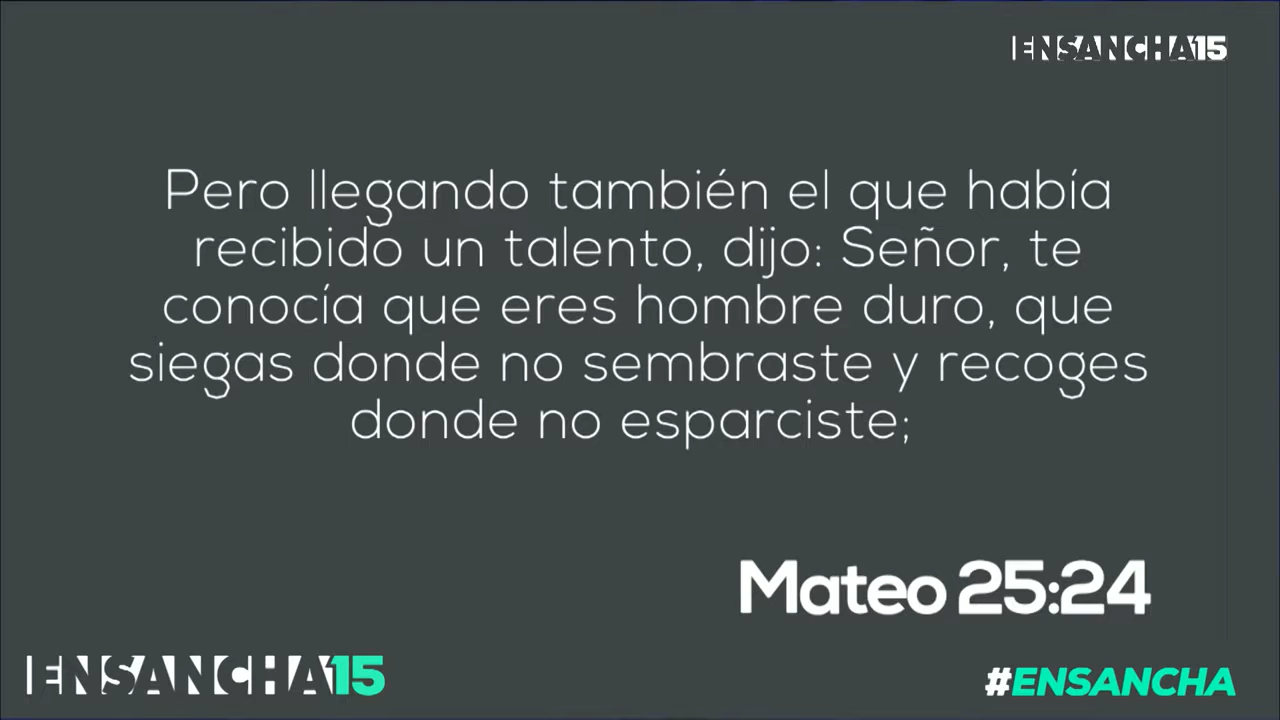 ENSANCHA15
Pero llegando también el que había
recibido un talento, dijo: Señor, te
conocía que eres hombre duro, que
siegas donde no sembraste y recoges
donde no esparciste;
Mateo 25:24
ENSANCHA15
#ENSANCHA